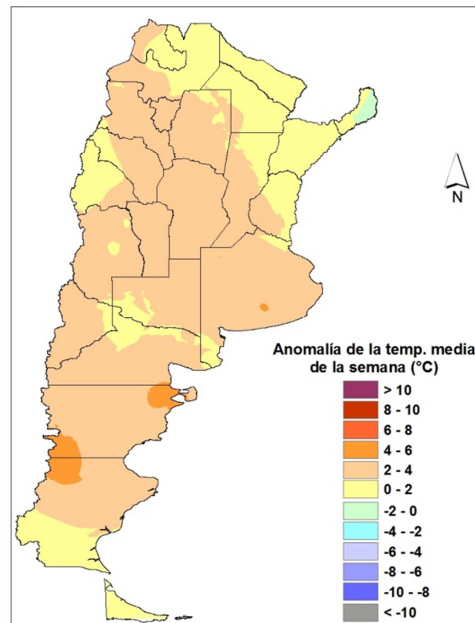 N
Anomalía de la temp. media
de la semana (°C)
> 10
8 - 10
6 - 8
4 - 6
2 - 4
0 - 2
-2 - 0
-4 - -2
-6 - -4
-8 - -6
-10 - -8
< -10